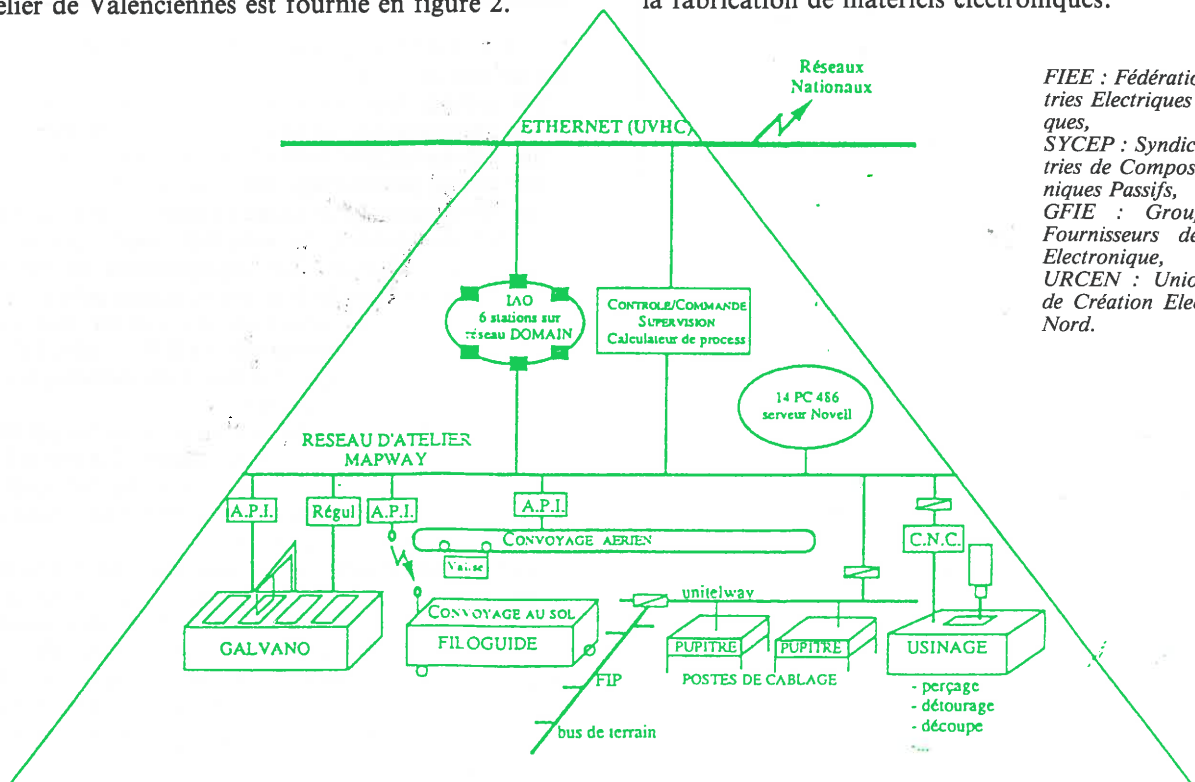 elier de Valenciennes est fournie en figure 2.
la fabrication de matériels électroniques.
Réseaux
Nationaux
ETHERNET (UVHC)
FIEE : Fédératio
tries Electriques
ques,
SYCEP : Syndic
tries de Compos
niques Passifs,
GFIE : Group
Fournisseurs de
Electronique,
URCEN : Unio
de Création Elec
Nord.
IAO
6 stations sur
réseau DOMAIN
CONTROLE/COMMANDE
SUPERVISION
Calculateur de process
14 PC 486
serveur Novell
RESEAU D'ATELIER
MAPWAY
A.P.I.
Régul
A.P.I.
A.P.I.
C.N.C.
CONVOYAGE AERIEN
Valise
unitelway
CONVOYAGE AU SOL
FILOGUIDE
GALVANO
PUPITRE
PUPITRE
USINAGE
FIP
POSTES DE CABLAGE
- perçage
- détourage
- découpe
bus de terrain